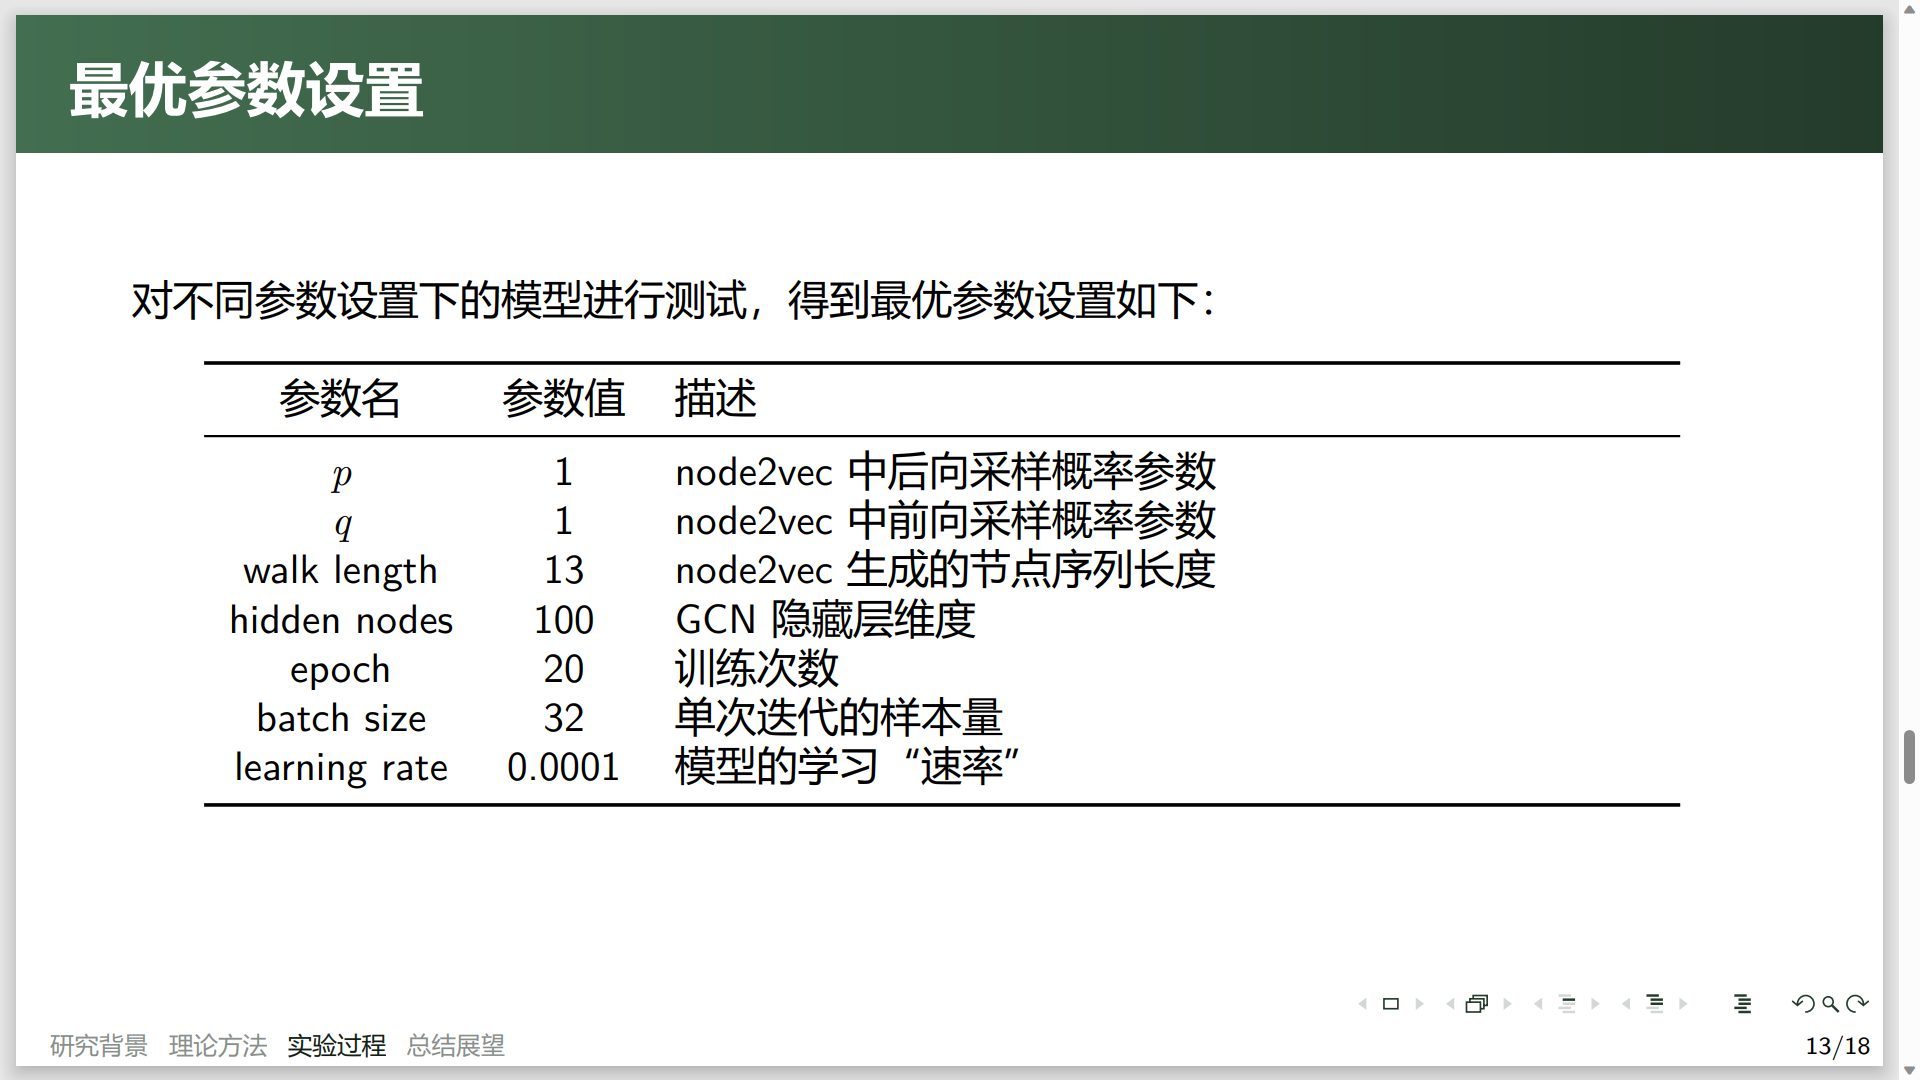 最优参数设置
对不同参数设置下的模型进行测试，得到最优参数设置如下：
参数名 参数值 描述
p 1 node2vec 中后向采样概率参数
q 1 node2vec 中前向采样概率参数
walk length 13 node2vec 生成的节点序列长度
hidden nodes 100 GCN 隐藏层维度
epoch 20 训练次数
batch size 32 单次迭代的样本量
learning rate 0.0001 模型的学习“速率”
研究背景 理论方法 实验过程 总结展望 13/18